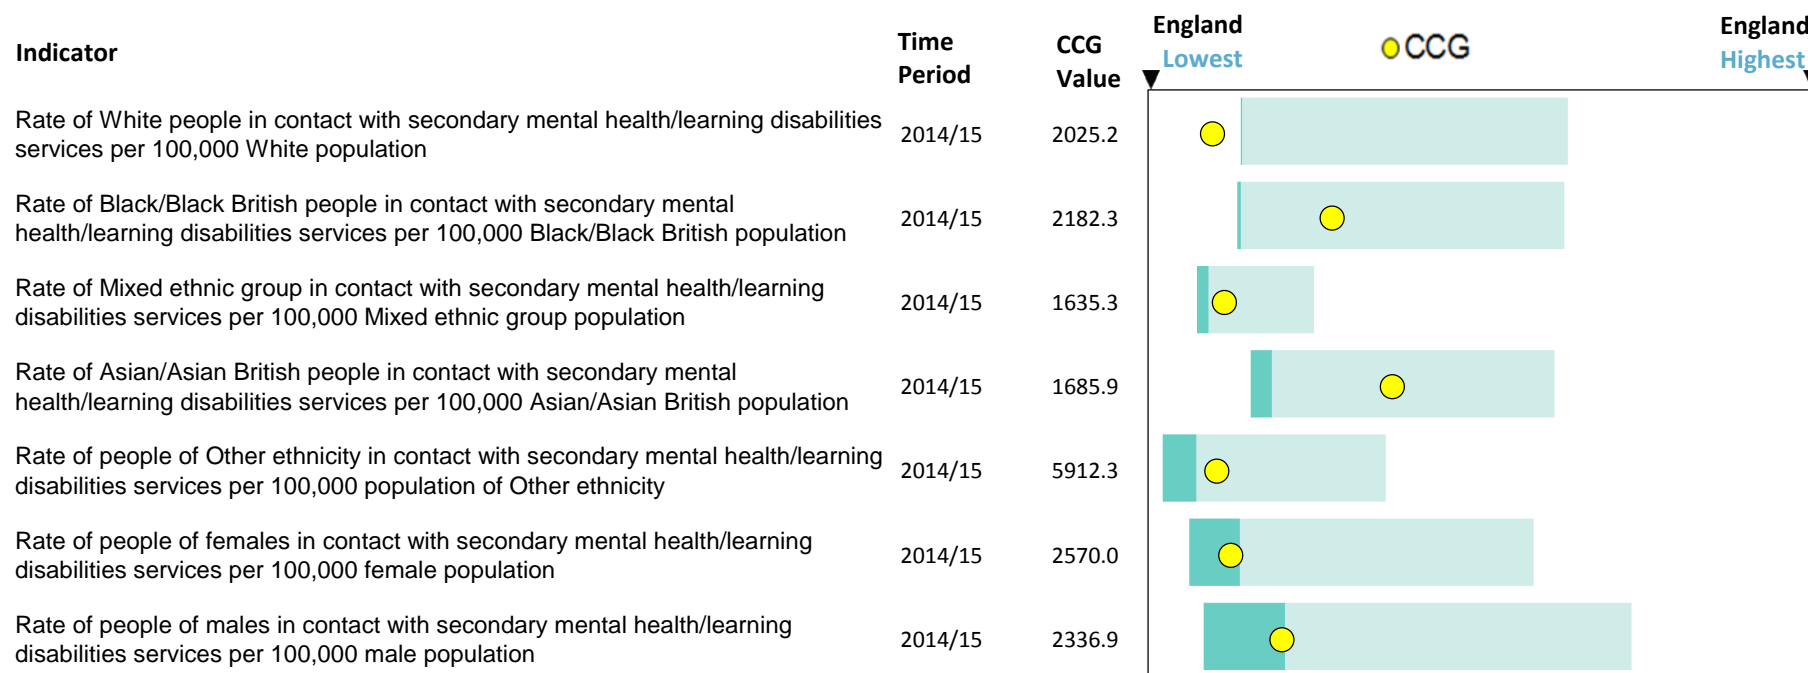 Indicator
Time
Period
CCG
Value
England
Lowest
CCG
England
Highest
Rate of White people in contact with secondary mental health/learning disabilities
services per 100,000 White population
2014/15
2025.2
Rate of Black/Black British people in contact with secondary mental
health/learning disabilities services per 100,000 Black/Black British population
2014/15
2182.3
Rate of Mixed ethnic group in contact with secondary mental health/learning
disabilities services per 100,000 Mixed ethnic group population
2014/15
1635.3
Rate of Asian/Asian British people in contact with secondary mental
health/learning disabilities services per 100,000 Asian/Asian British population
2014/15
1685.9
Rate of people of Other ethnicity in contact with secondary mental health/learning
disabilities services per 100,000 population of Other ethnicity
2014/15
5912.3
Rate of people of females in contact with secondary mental health/learning
disabilities services per 100,000 female population
2014/15
2570.0
Rate of people of males in contact with secondary mental health/learning
disabilities services per 100,000 male population
2014/15
2336.9